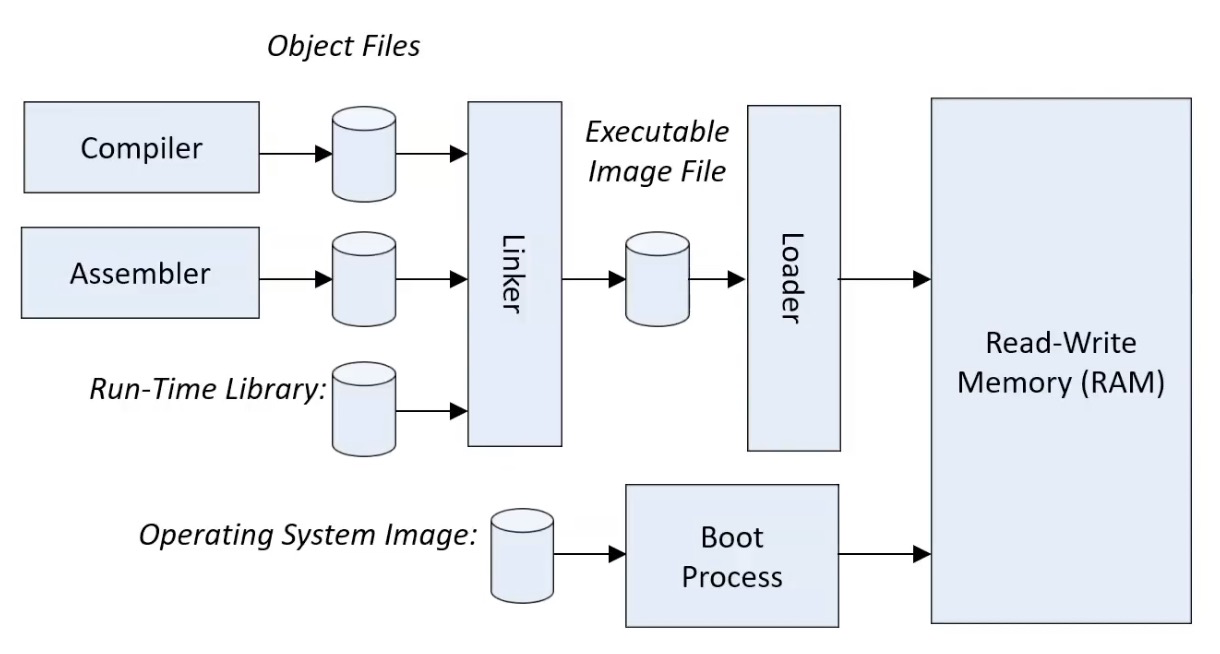 Object Files
Compiler
Executable
Image File
Assembler
Linker
Loader
Read-Write
Memory (RAM)
Run-Time Library:
Operating System Image:
Boot
Process